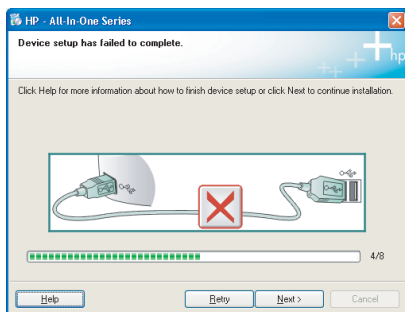 HP - All-In-One Series
Device setup has failed to complete.
hp
Click Help for more information about how to finish device setup or click Next to continue installation.
4/8
Help Retry Next > Cancel